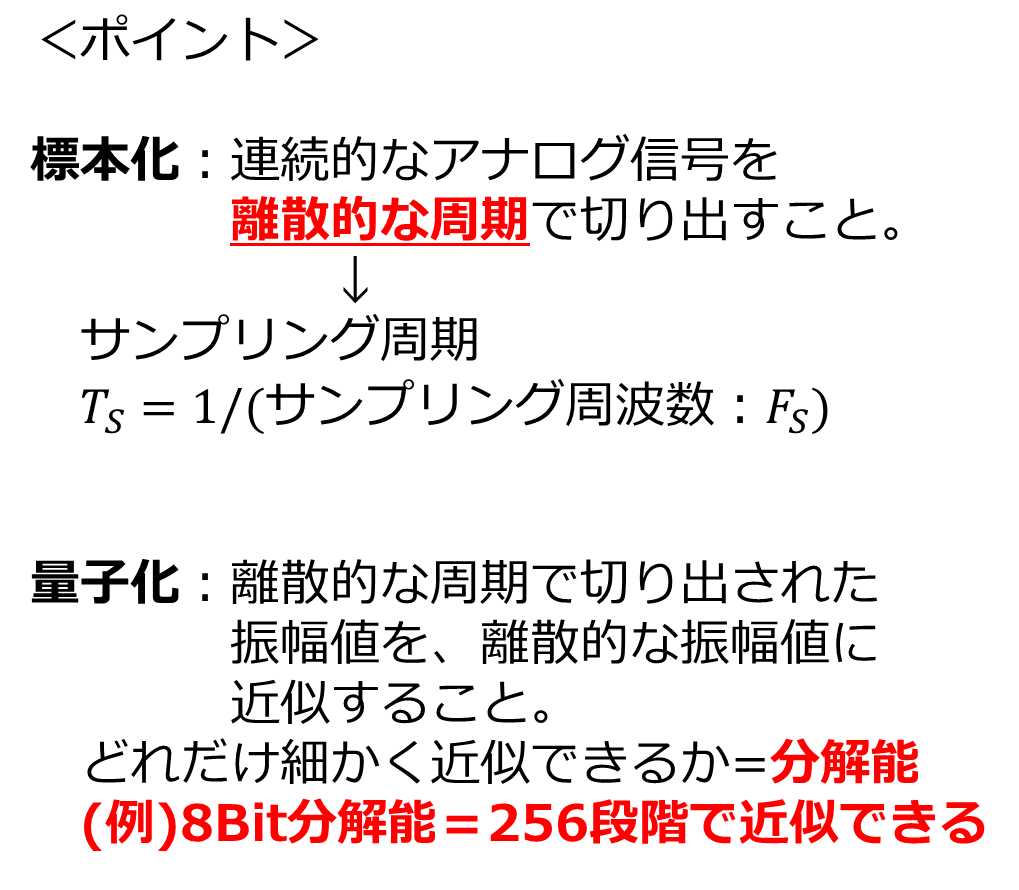 ＜ポイント＞
標本化：連続的なアナログ信号を
離散的な周期で切り出すこと。
↓
サンプリング周期
T_S = 1/(サンプリング周波数：F_S)
量子化：離散的な周期で切り出された
振幅値を、離散的な振幅値に
近似すること。
どれだけ細かく近似できるか=分解能
(例)8Bit分解能＝256段階で近似できる